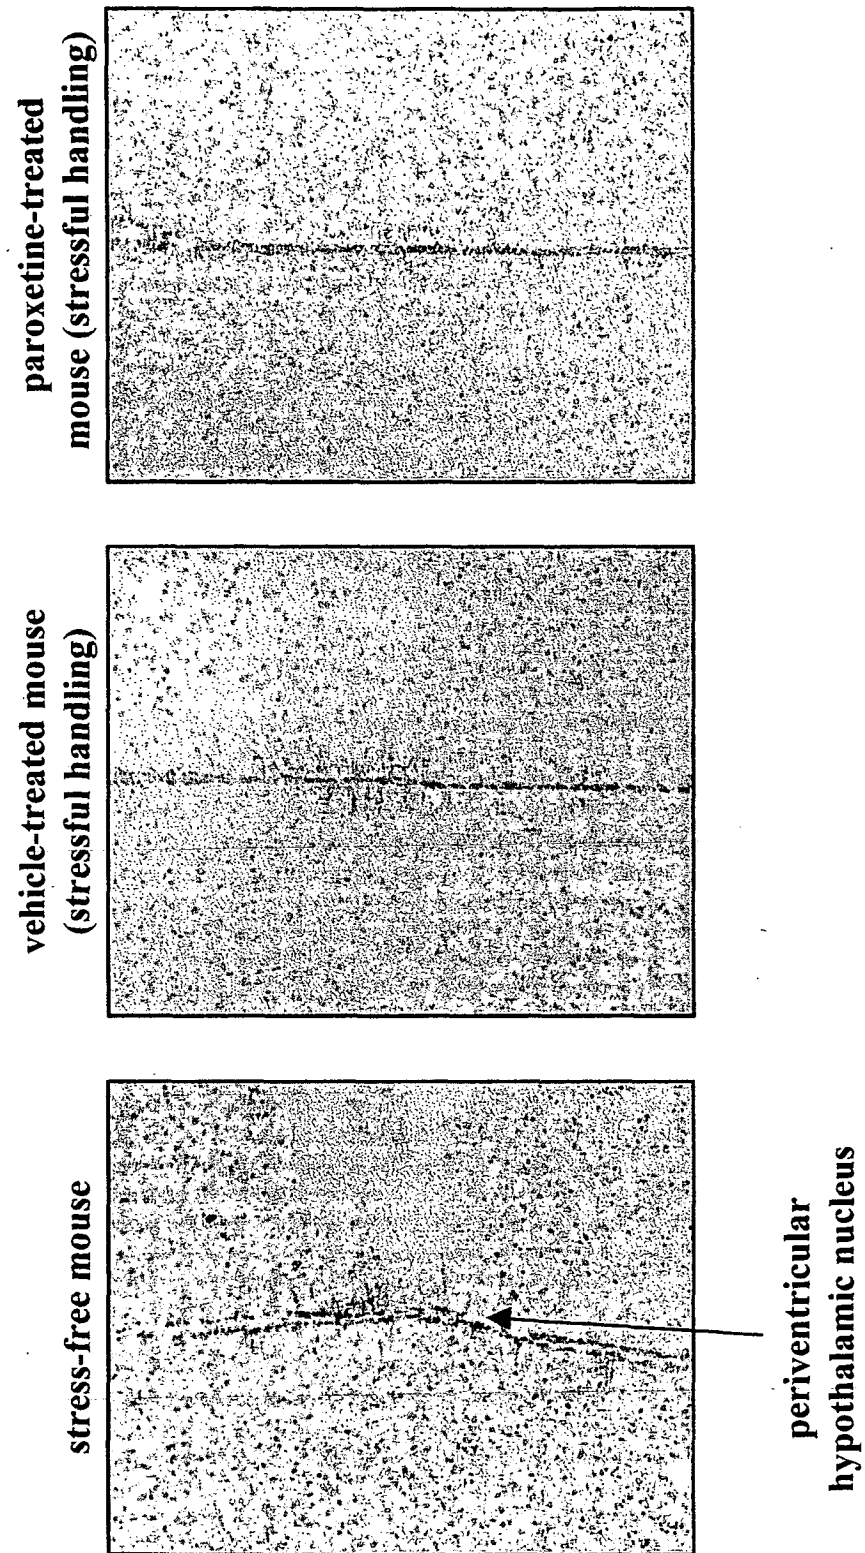 paroxetine-treated
mouse (stressful handling)
vehicle-treated mouse
(stressful handling)
stress-free mouse
periventricular
hypothalamic nucleus